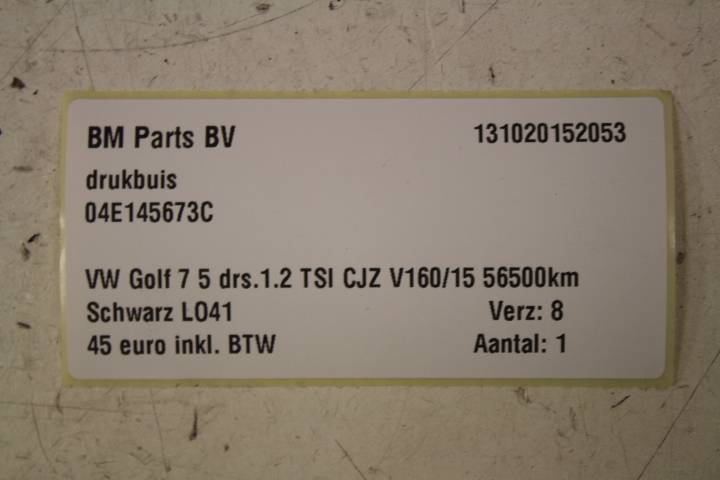 BM Parts BV 131020152053
drukbuis
04E145673C
VW Golf 7 5 drs.1.2 TSI CJZ V160/15 56500km
Schwarz LO41 Verz: 8
45 euro inkl. BTW Aantal: 1